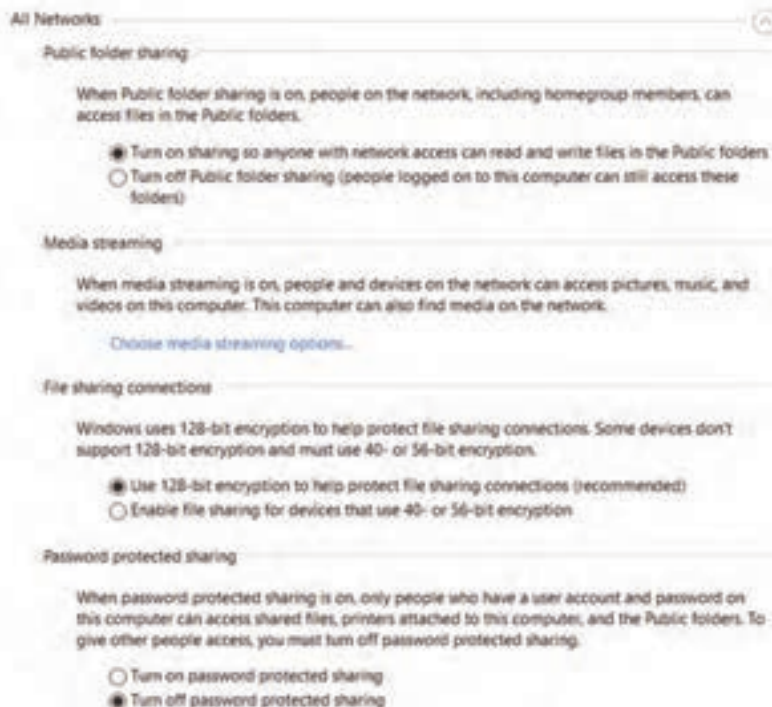 All Networks
Public folder sharing
When Public folder sharing is on, people on the network, including homegroup members, can
access files in the Public folders.
Turn on sharing so anyone with network access can read and write files in the Public folders
Turn off Public folder sharing (people logged on to this computer can still access these
folders)
Media streaming
When media streaming is on, people and devices on the network can access pictures, music, and
videos on this computer. This computer can also find media on the network.
Choose media streaming options...
File sharing connections
Windows uses 128-bit encryption to help protect file sharing connections. Some devices don't
support 128-bit encryption and must use 40- or 56-bit encryption.
Use 128-bit encryption to help protect file sharing connections (recommended)
Enable file sharing for devices that use 40- or 56-bit encryption
Password protected sharing
When password protected sharing is on, only people who have a user account and password on
this computer can access shared files, printers attached to this computer, and the Public folders. To
give other people access, you must turn off password protected sharing.
Turn on password protected sharing
Turn off password protected sharing